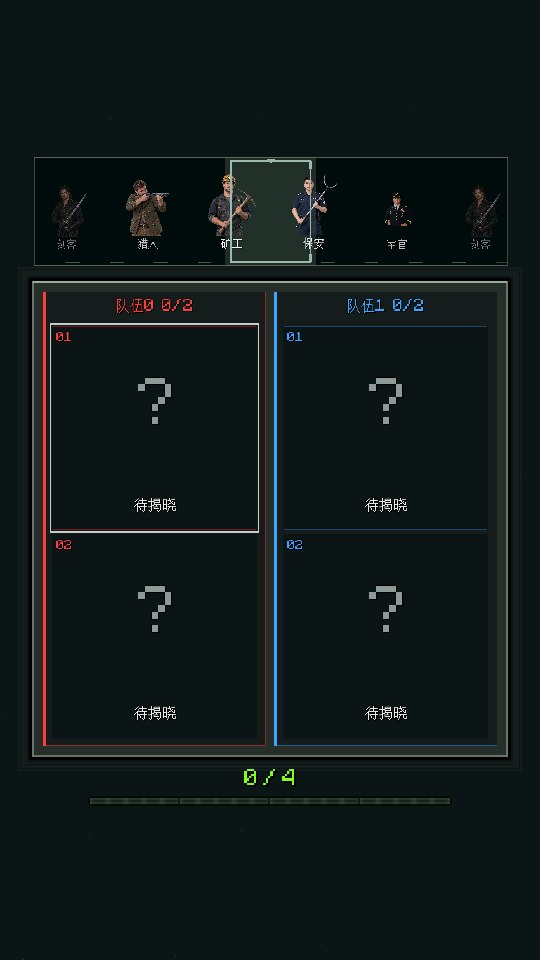 刺客 猎人 矿工 保安 军官 刺客
队伍0 0/2 队伍1 0/2
01 01
?
?
待揭晓 待揭晓
02 02
?
?
待揭晓 待揭晓
0/4